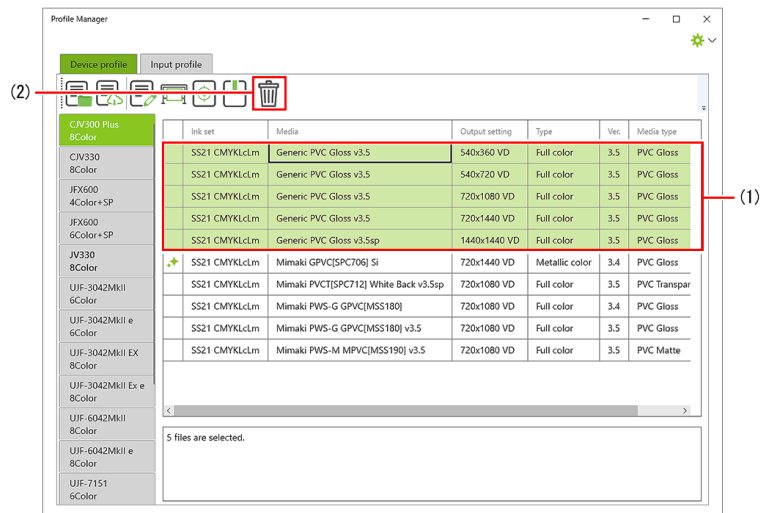 Profile Manager
Device profile Input profile
(2)
CJV300 Plus
8Color
CJV330
8Color
JFX600
4Color+SP
JFX600
6Color+SP
JV330
8Color
UJF-3042MkII
6Color
UJF-3042MkII e
6Color
UJF-3042MkII EX
8Color
UJF-3042MkII Ex e
8Color
UJF-6042MkII
8Color
UJF-6042MkII e
8Color
UJF-7151
6Color
Ink set Media Output setting Type Ver. Media type
SS21 CMYKLcLm Generic PVC Gloss v3.5 540x360 VD Full color 3.5 PVC Gloss
SS21 CMYKLcLm Generic PVC Gloss v3.5 540x720 VD Full color 3.5 PVC Gloss
SS21 CMYKLcLm Generic PVC Gloss v3.5 720x1080 VD Full color 3.5 PVC Gloss
SS21 CMYKLcLm Generic PVC Gloss v3.5 720x1440 VD Full color 3.5 PVC Gloss
SS21 CMYKLcLm Generic PVC Gloss v3.5sp 1440x1440 VD Full color 3.5 PVC Gloss
SS21 CMYKLcLm Mimaki GPVC[SPC706] Si 720x1440 VD Metallic color 3.4 PVC Gloss
SS21 CMYKLcLm Mimaki PVCT[SPC712] White Back v3.5sp 720x1080 VD Full color 3.5 PVC Transpar
SS21 CMYKLcLm Mimaki PWS-G GPVC[MSS180] 720x1080 VD Full color 3.4 PVC Gloss
SS21 CMYKLcLm Mimaki PWS-G GPVC[MSS180] v3.5 720x1080 VD Full color 3.5 PVC Gloss
SS21 CMYKLcLm Mimaki PWS-M MPVC[MSS190] v3.5 720x1080 VD Full color 3.5 PVC Matte
(1)
5 files are selected.